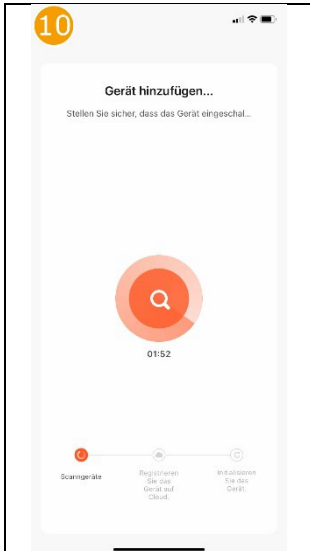 10
Gerät hinzufügen...
Stellen Sie sicher, dass das Gerät eingeschal...
01:52
Scanngeräte
Registrieren
Sie das
Gerät auf
Cloud.
Initialisieren
Sie das
Gerät.